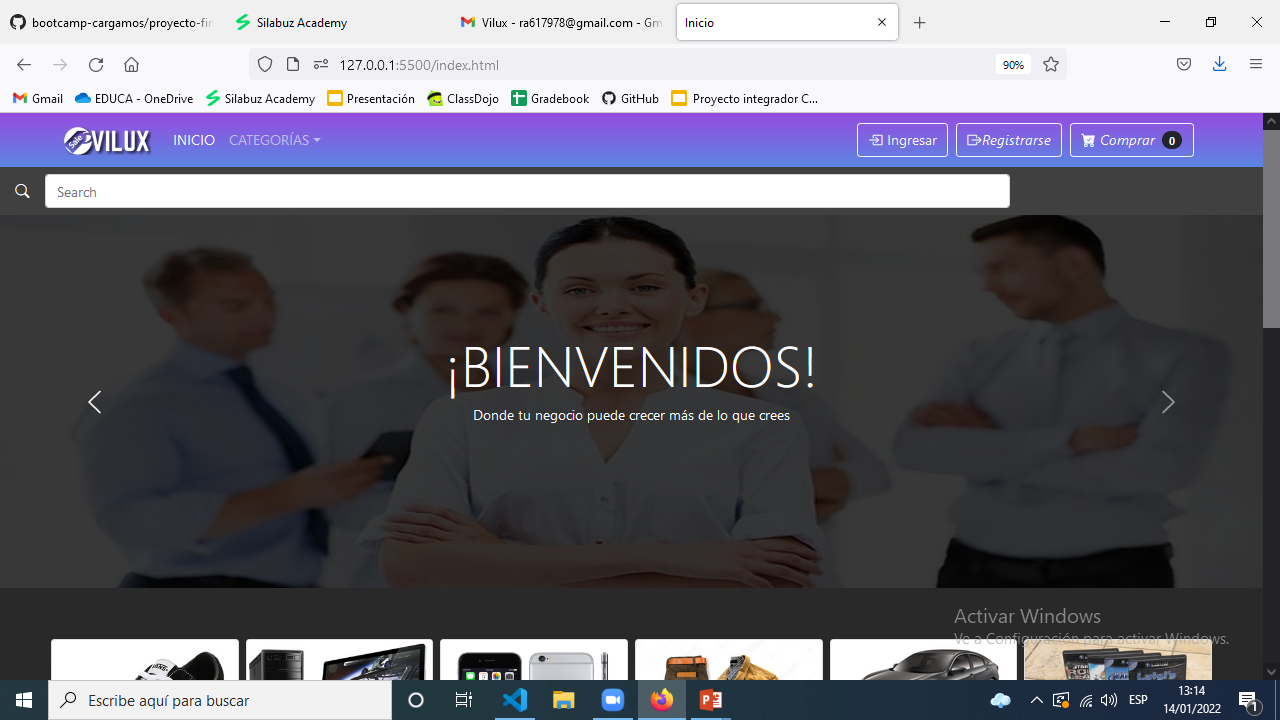 bootcamp-cargamos/proyecto-fin
Silabuz Academy
Vilux - ra617978@gmail.com - Gm
Inicio
127.0.0.1:5500/index.html
90%
Gmail
EDUCA - OneDrive
Silabuz Academy
Presentación
ClassDojo
Gradebook
GitHub
Proyecto integrador C...
Sale VILUX
INICIO
CATEGORÍAS
Ingresar
Registrarse
Comprar 0
Search
¡BIENVENIDOS!
Donde tu negocio puede crecer más de lo que crees
Activar Windows
Ve a Configuración para activar Windows.
Escribe aquí para buscar
ESP
13:14
14/01/2022
1